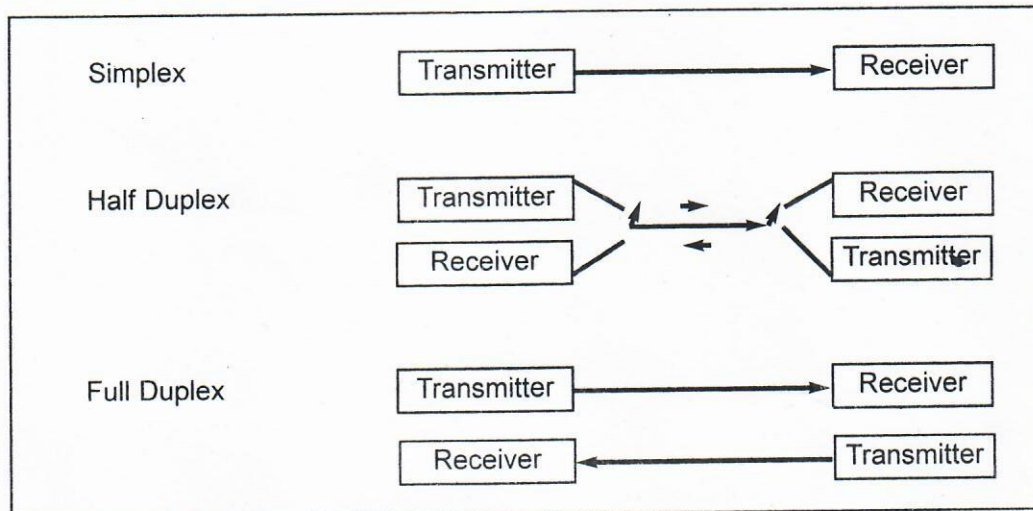 Simplex
Transmitter
Receiver
Half Duplex
Transmitter
Receiver
Receiver
Transmitter
Full Duplex
Transmitter
Receiver
Receiver
Transmitter